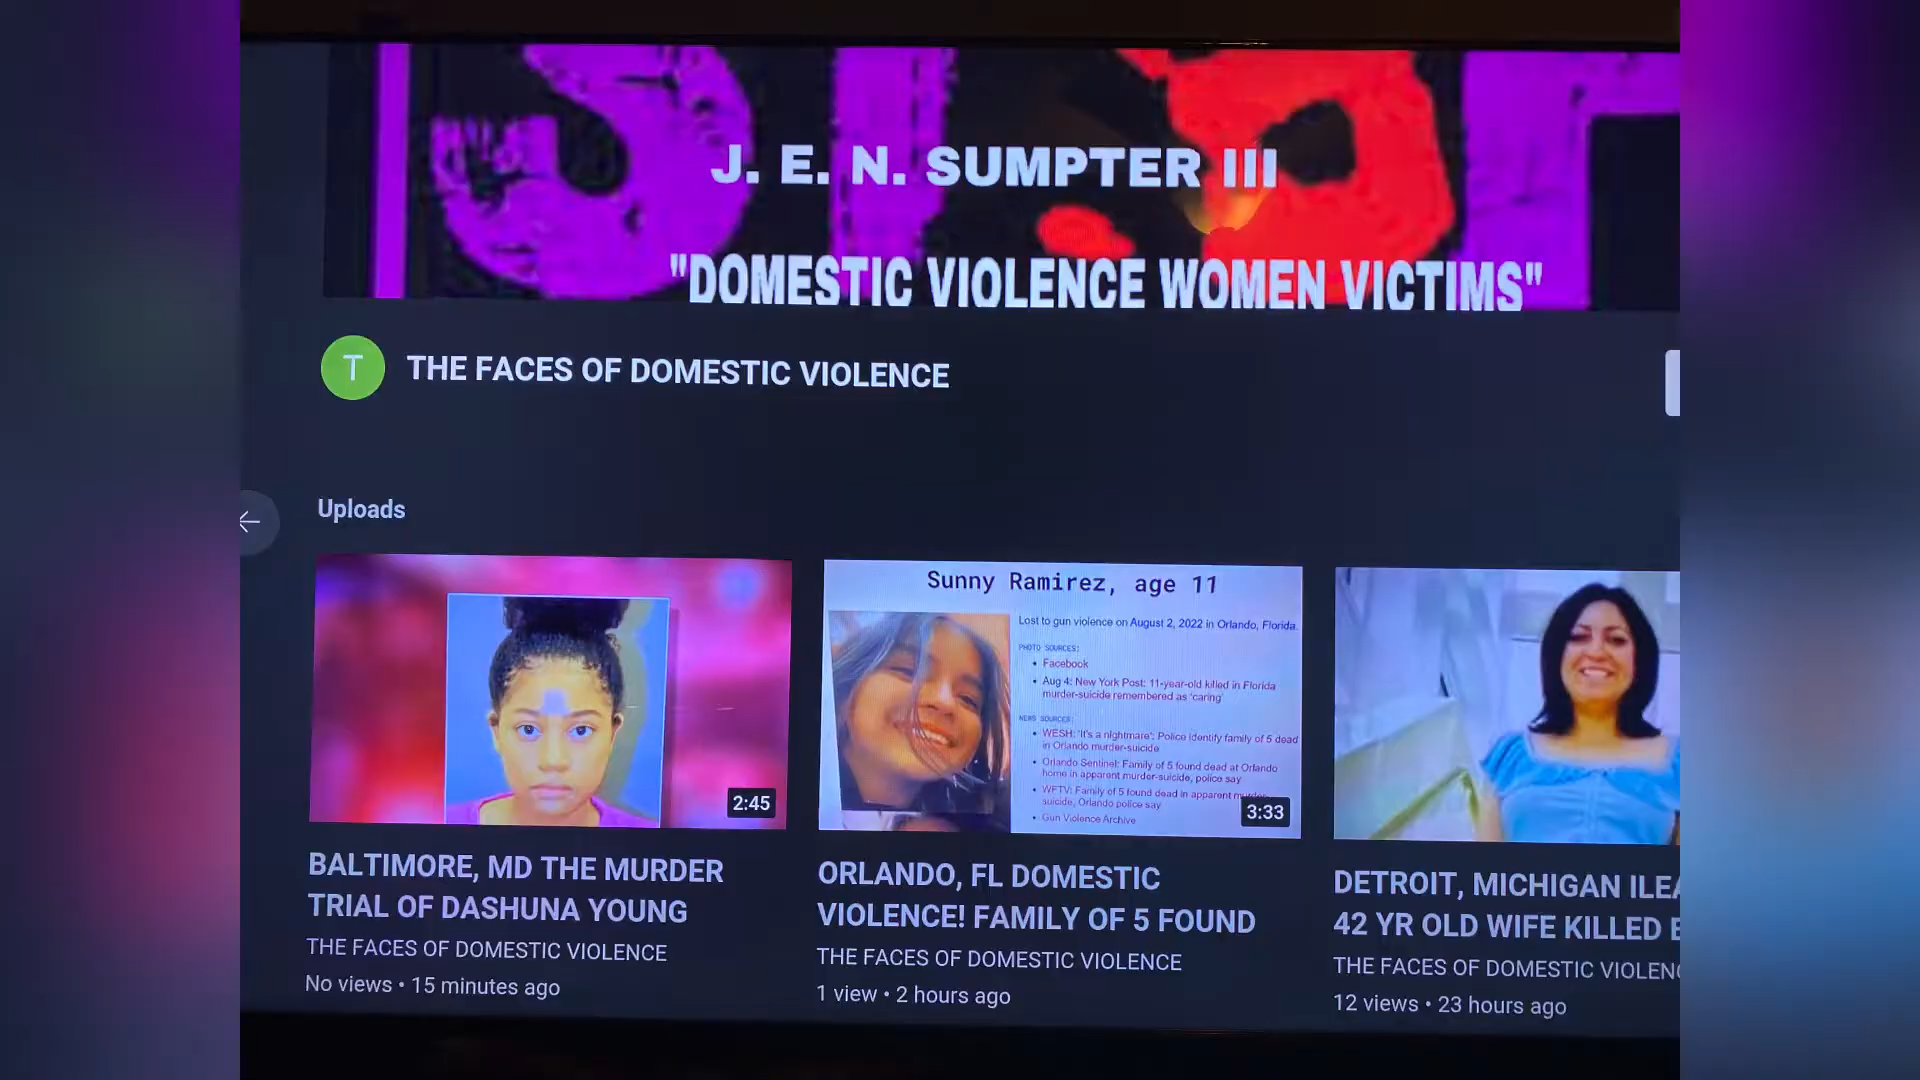 J. E. N. SUMPTER III
"DOMESTIC VIOLENCE WOMEN VICTIMS"
T
THE FACES OF DOMESTIC VIOLENCE
Uploads
2:45
BALTIMORE, MD THE MURDER
TRIAL OF DASHUNA YOUNG
THE FACES OF DOMESTIC VIOLENCE
No views • 15 minutes ago
Sunny Ramirez, age 11
Lost to gun violence on August 2, 2022 in Orlando, Florida.
PHOTO SOURCES:
• Facebook
• Aug 4: New York Post: 11-year-old killed in Florida
murder-suicide remembered as 'caring'
NEWS SOURCES:
• WESH: 'It's a nightmare': Police identify family of 5 dead
in Orlando murder-suicide
• Orlando Sentinel: Family of 5 found dead at Orlando
home in apparent murder-suicide, police say
• WFTV: Family of 5 found dead in apparent murder-
suicide, Orlando police say
• Gun Violence Archive
3:33
ORLANDO, FL DOMESTIC
VIOLENCE! FAMILY OF 5 FOUND
THE FACES OF DOMESTIC VIOLENCE
1 view • 2 hours ago
DETROIT, MICHIGAN
42 YR OLD WIFE KILLED
THE FACES OF DOMESTIC
12 views • 23 hours ago